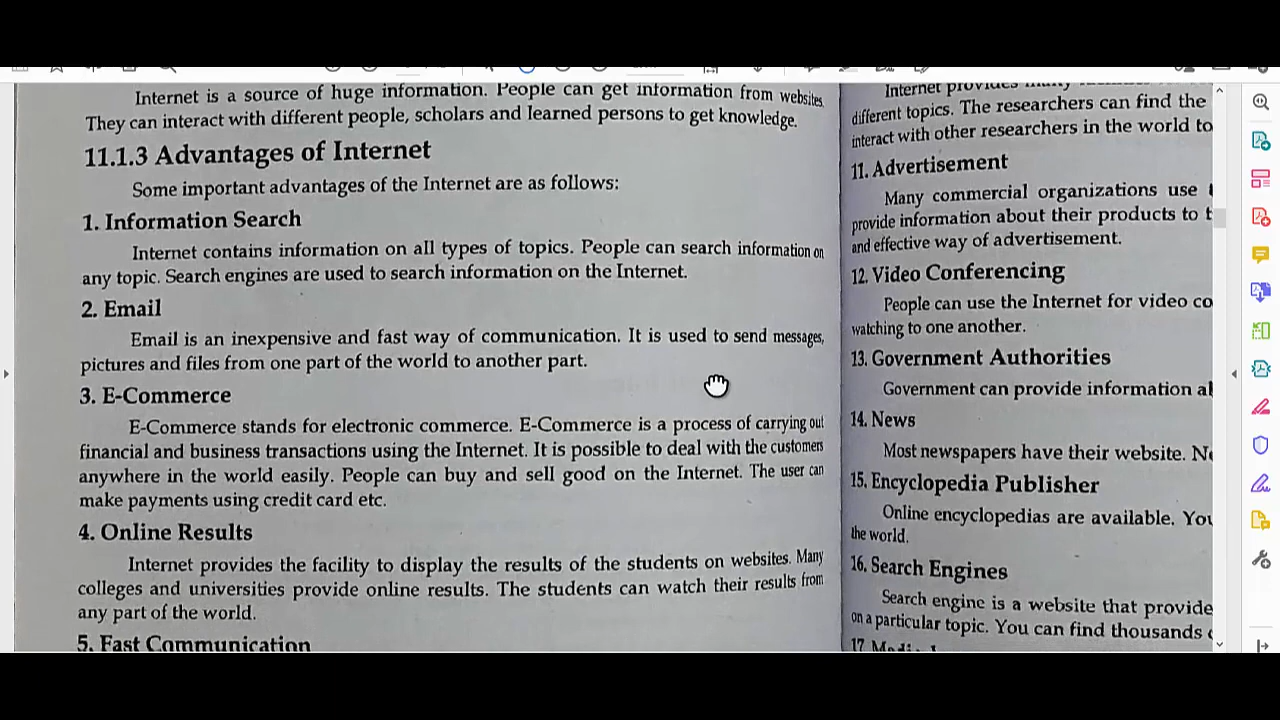 Internet is a source of huge information. People can get information from websites.
They can interact with different people, scholars and learned persons to get knowledge.
11.1.3 Advantages of Internet
Some important advantages of the Internet are as follows:
1. Information Search
Internet contains information on all types of topics. People can search information on
any topic. Search engines are used to search information on the Internet.
2. Email
Email is an inexpensive and fast way of communication. It is used to send messages,
pictures and files from one part of the world to another part.
3. E-Commerce
E-Commerce stands for electronic commerce. E-Commerce is a process of carrying out
financial and business transactions using the Internet. It is possible to deal with the customers
anywhere in the world easily. People can buy and sell good on the Internet. The user can
make payments using credit card etc.
4. Online Results
Internet provides the facility to display the results of the students on websites. Many
colleges and universities provide online results. The students can watch their results from
any part of the world.
5. Fast Communication
Internet provides many
different topics. The researchers can find the
interact with other researchers in the world to
11. Advertisement
Many commercial organizations use
provide information about their products to
and effective way of advertisement.
12. Video Conferencing
People can use the Internet for video co
watching to one another.
13. Government Authorities
Government can provide information
14. News
Most newspapers have their website.
15. Encyclopedia Publisher
Online encyclopedias are available. You
the world.
16. Search Engines
Search engine is a website that provide
on a particular topic. You can find thousands
17